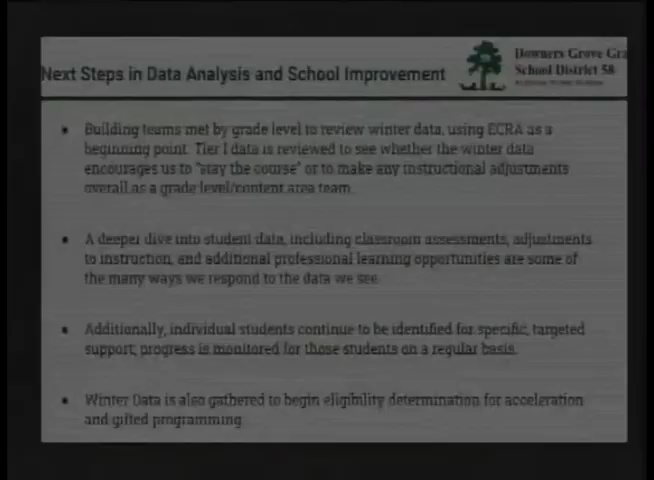 Next Steps in Data Analysis and School Improvement
Downers Grove Gra
School District 58
• Building teams met by grade level to review winter data, using ECRA as a
beginning point. Tier I data is reviewed to see whether the winter data
encourages us to "stay the course" or to make any instructional adjustments
overall as a grade level/content area team.
• A deeper dive into student data, including classroom assessments, adjustments
to instruction, and additional professional learning opportunities are some of
the many ways we respond to the data we see.
• Additionally, individual students continue to be identified for specific, targeted
support; progress is monitored for those students on a regular basis.
• Winter Data is also gathered to begin eligibility determination for acceleration
and gifted programming.